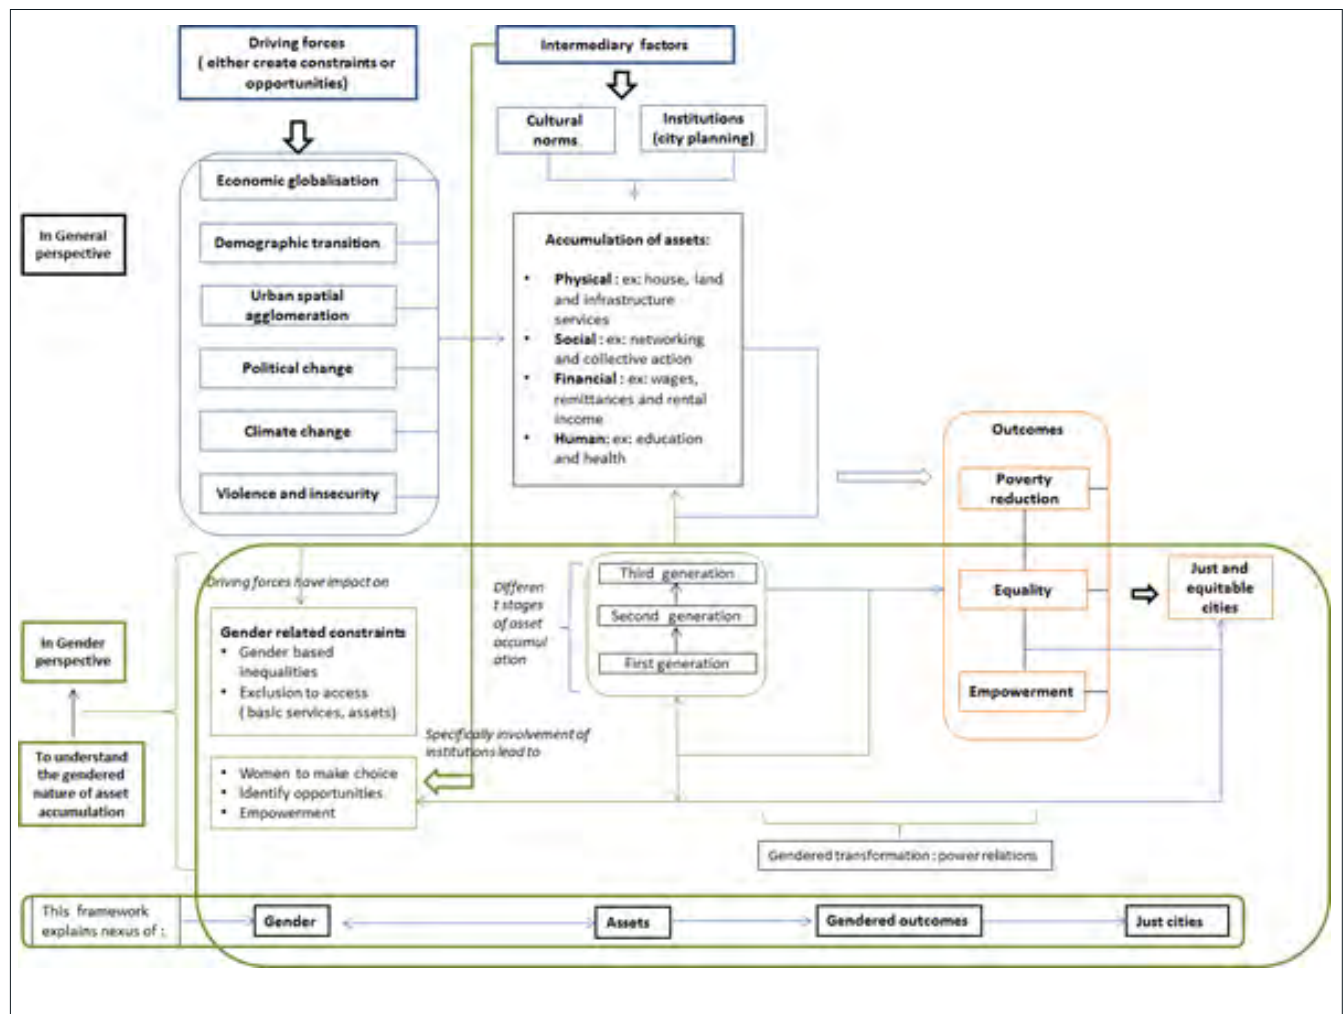 Driving forces
( either create constraints or
opportunities)
Intermediary factors
Cultural
norms
Institutions
(city planning)
Economic globalisation
Demographic transition
Urban spatial
agglomeration
Political change
Climate change
Violence and insecurity
In General
perspective
Accumulation of assets:
• Physical : ex: house, land
and infrastructure
services
• Social : ex: networking
and collective action
• Financial : ex: wages,
remittances and rental
income
• Human: ex: education
and health
Outcomes
Poverty
reduction
Equality
Empowerment
Just and
equitable
cities
Driving forces have impact on
Gender related constraints
• Gender based
inequalities
• Exclusion to access
( basic services, assets)
Differen
t stages
of asset
accumul
ation
Third generation
Second generation
First generation
In Gender
perspective
To understand
the gendered
nature of asset
accumulation
Specifically involvement of
institutions lead to
• Women to make choice
• Identify opportunities
• Empowerment
Gendered transformation : power relations
This framework
explains nexus of :
Gender
Assets
Gendered outcomes
Just cities